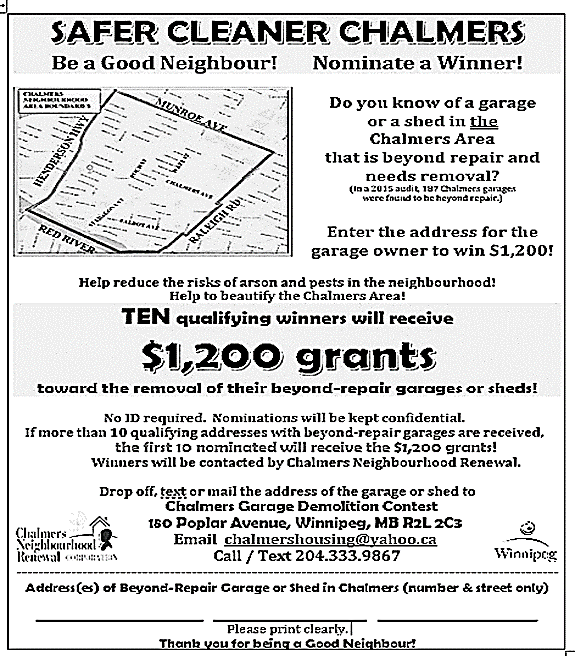 SAFER CLEANER CHALMERS
Be a Good Neighbour! Nominate a Winner!
CHALMERS
NEIGHBOURHOOD
AREA BOUNDARIES
MUNROE AVE
HENDERSON HWY
CHALMERS AVE
RALEIGH RD
RED RIVER
Do you know of a garage
or a shed in the
Chalmers Area
that is beyond repair and
needs removal?
(In a 2015 audit, 187 Chalmers garages
were found to be beyond repair.)
Enter the address for the
garage owner to win $1,200!
Help reduce the risks of arson and pests in the neighbourhood!
Help to beautify the Chalmers Area!
TEN qualifying winners will receive
$1,200 grants
toward the removal of their beyond-repair garages or sheds!
No ID required. Nominations will be kept confidential.
If more than 10 qualifying addresses with beyond-repair garages are received,
the first 10 nominated will receive the $1,200 grants!
Winners will be contacted by Chalmers Neighbourhood Renewal.
Drop off, text or mail the address of the garage or shed to
Chalmers Garage Demolition Contest
180 Poplar Avenue, Winnipeg, MB R2L 2C3
Email chalmershousing@yahoo.ca
Call / Text 204.333.9867
Chalmers
Neighbourhood
Renewal CORPORATION
Winnipeg
Address(es) of Beyond-Repair Garage or Shed in Chalmers (number & street only)
Please print clearly.
Thank you for being a Good Neighbour!